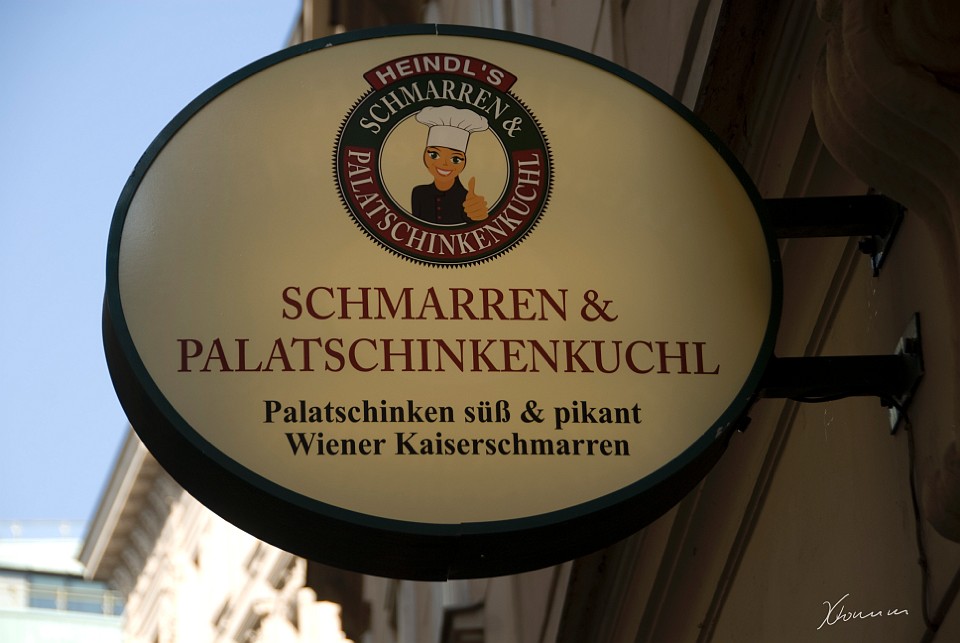 HEINDL'S
SCHMARREN &
PALATSCHINKENKUCHL
SCHMARREN &
PALATSCHINKENKUCHL
Palatschinken süß & pikant
Wiener Kaiserschmarren